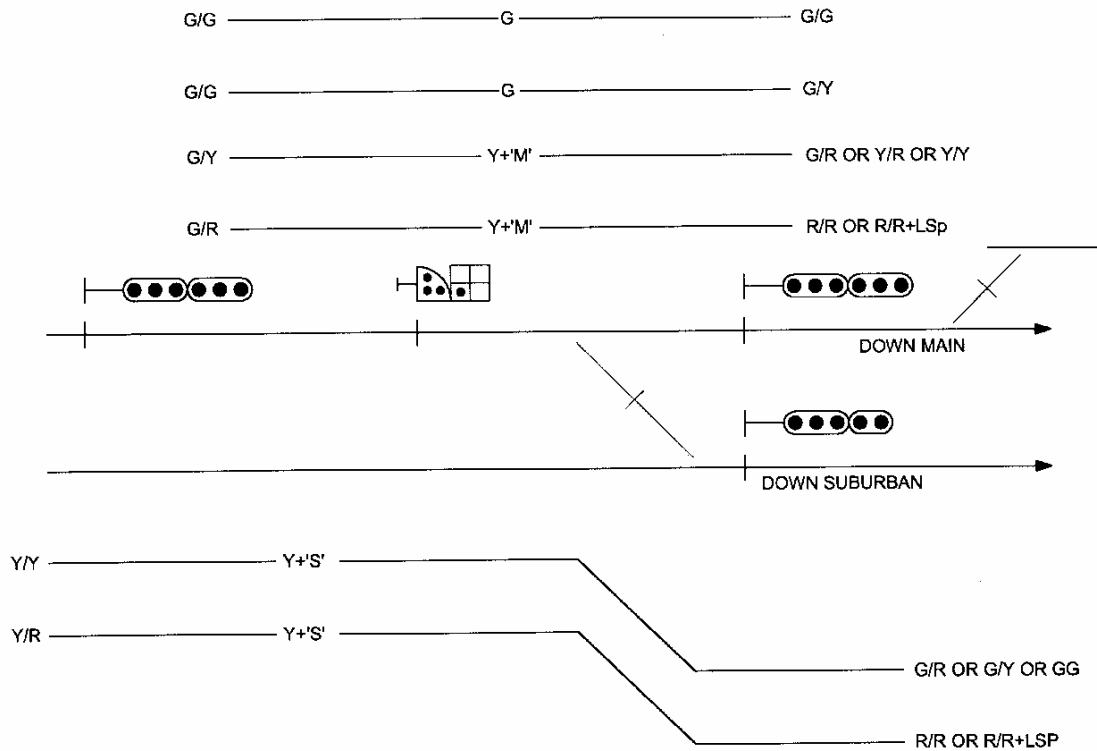 G/G G G/G
G/G G G/Y
G/Y Y+'M' G/R OR Y/R OR Y/Y
G/R Y+'M' R/R OR R/R+LSp
DOWN MAIN
DOWN SUBURBAN
Y/Y Y+'S'
G/R OR G/Y OR GG
Y/R Y+'S'
R/R OR R/R+LSP